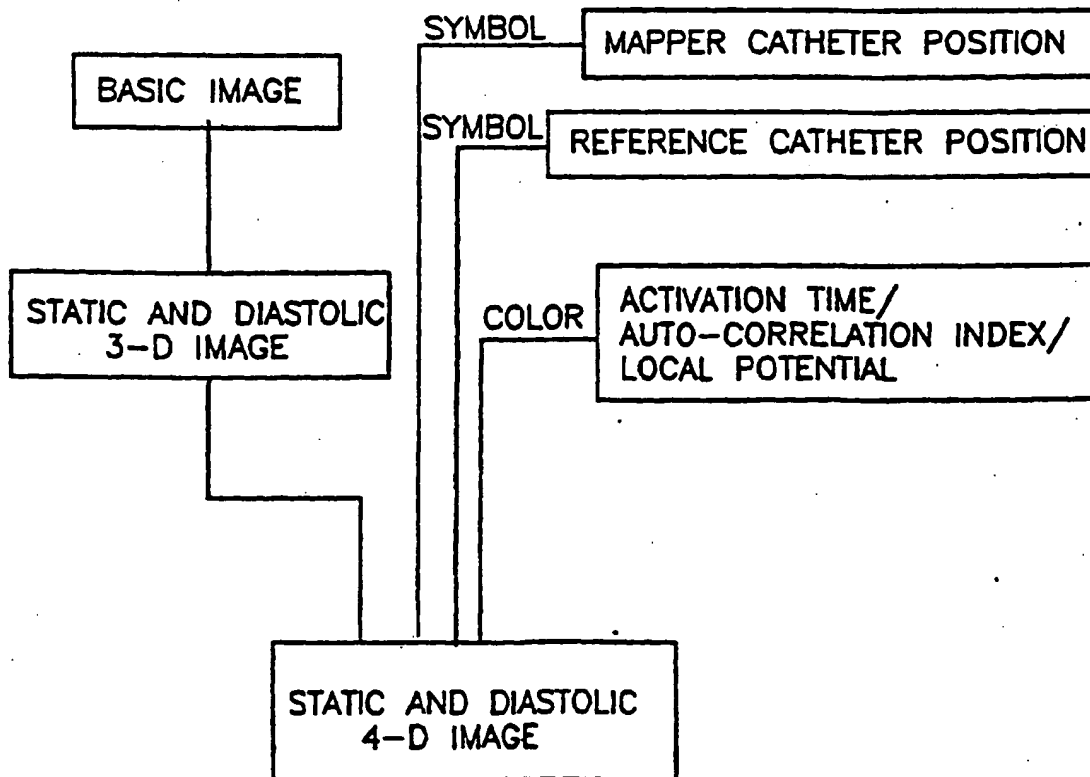 SYMBOL
MAPPER CATHETER POSITION
BASIC IMAGE
SYMBOL
REFERENCE CATHETER POSITION
STATIC AND DIASTOLIC
3-D IMAGE
COLOR
ACTIVATION TIME/
AUTO-CORRELATION INDEX/
LOCAL POTENTIAL
STATIC AND DIASTOLIC
4-D IMAGE